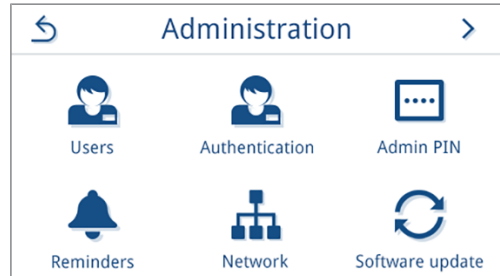 Administration
Users
Authentication
Admin PIN
Reminders
Network
Software update